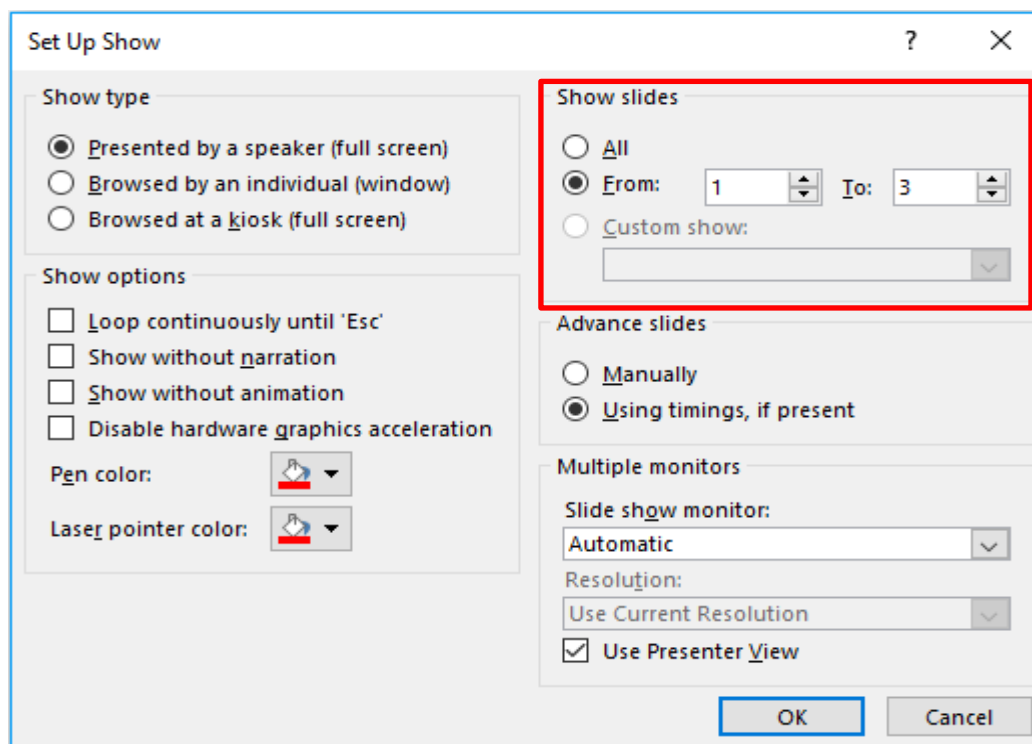 Set Up Show
?
Show type
Presented by a speaker (full screen)
Browsed by an individual (window)
Browsed at a kiosk (full screen)
Show options
Loop continuously until 'Esc'
Show without narration
Show without animation
Disable hardware graphics acceleration
Pen color:
Laser pointer color:
Show slides
All
From: 1 To: 3
Custom show:
Advance slides
Manually
Using timings, if present
Multiple monitors
Slide show monitor:
Automatic
Resolution:
Use Current Resolution
Use Presenter View
OK Cancel